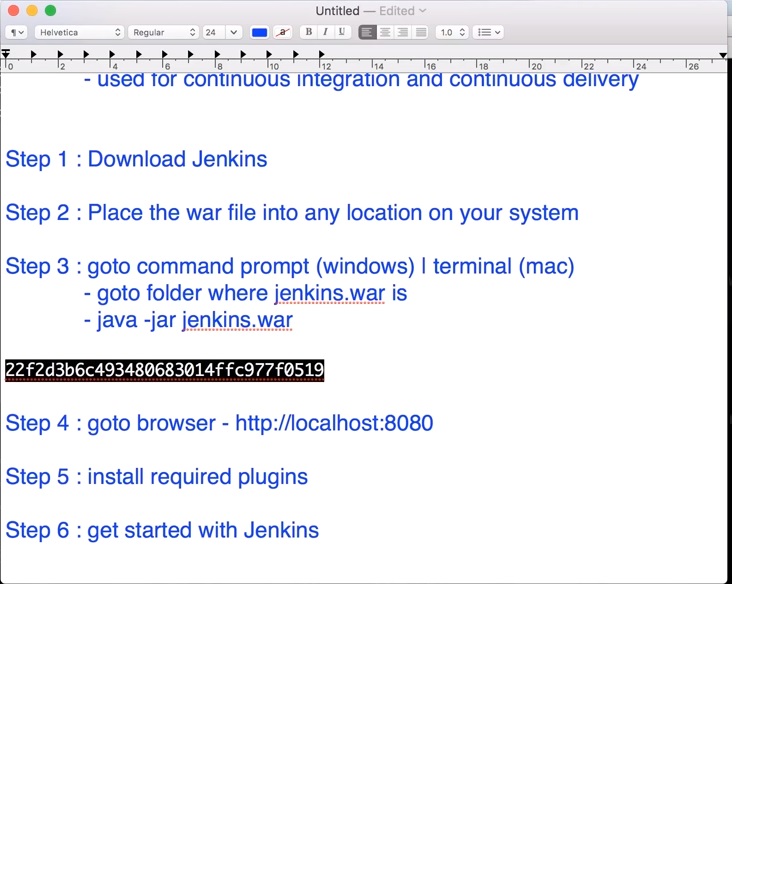 Untitled — Edited
¶ Helvetica Regular 24 a B I U 1.0
0 2 4 6 8 10 12 14 16 18 20 22 24 26
- used for continuous integration and continuous delivery
Step 1 : Download Jenkins
Step 2 : Place the war file into any location on your system
Step 3 : goto command prompt (windows) | terminal (mac)
- goto folder where jenkins.war is
- java -jar jenkins.war
22f2d3b6c493480683014ffc977f0519
Step 4 : goto browser - http://localhost:8080
Step 5 : install required plugins
Step 6 : get started with Jenkins